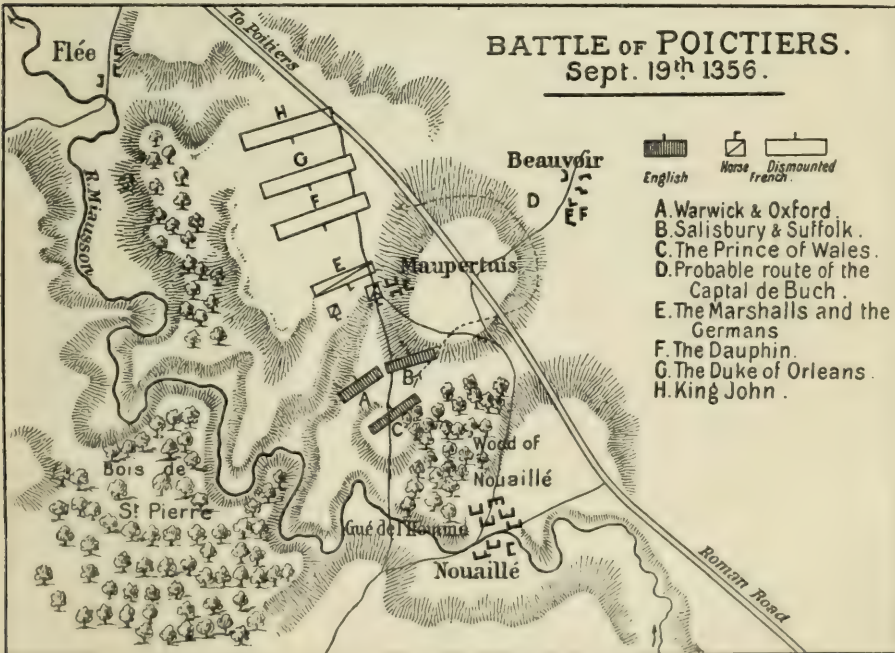 BATTLE OF POICTIERS.
Sept. 19th 1356.
To Poitiers
Flée
R. Miausson
H
G
F
E
Beauvoir
D
Maupertuis
B
A
C
Wood of
Nouaillé
Bois de
St Pierre
Gué de l'Homme
Nouaillé
Roman Road
English
Horse
Dismounted
French.
A. Warwick & Oxford.
B. Salisbury & Suffolk.
C. The Prince of Wales.
D. Probable route of the
Captal de Buch.
E. The Marshalls and the
Germans
F. The Dauphin.
G. The Duke of Orleans.
H. King John.